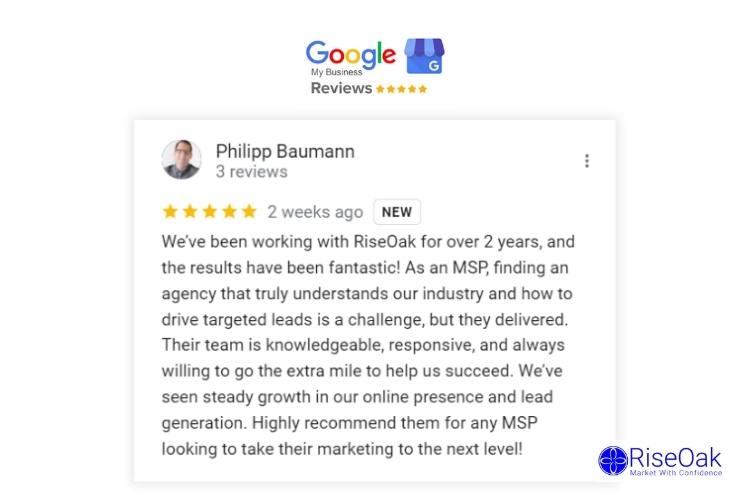 Google
My Business
G
Reviews
Philipp Baumann
3 reviews
2 weeks ago NEW
We've been working with RiseOak for over 2 years, and
the results have been fantastic! As an MSP, finding an
agency that truly understands our industry and how to
drive targeted leads is a challenge, but they delivered.
Their team is knowledgeable, responsive, and always
willing to go the extra mile to help us succeed. We've
seen steady growth in our online presence and lead
generation. Highly recommend them for any MSP
looking to take their marketing to the next level!
RiseOak
Market With Confidence